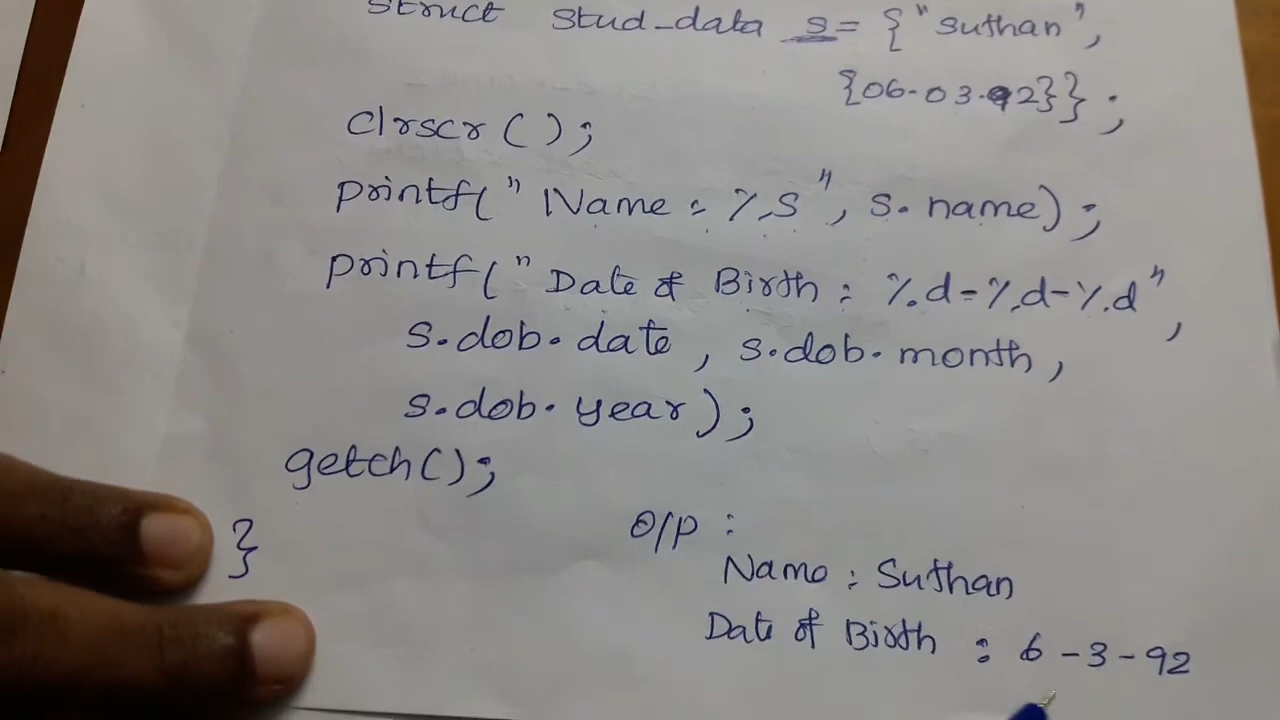 struct stud_data s= {"suthan",
{06.03.92}};
clrscr();
printf("Name: %s", s.name);
printf("Date of Birth: %d-%d-%d",
s.dob.date, s.dob.month,
s.dob.year);
getch();
}
O/P :
Name : Suthan
Date of Birth : 6-3-92